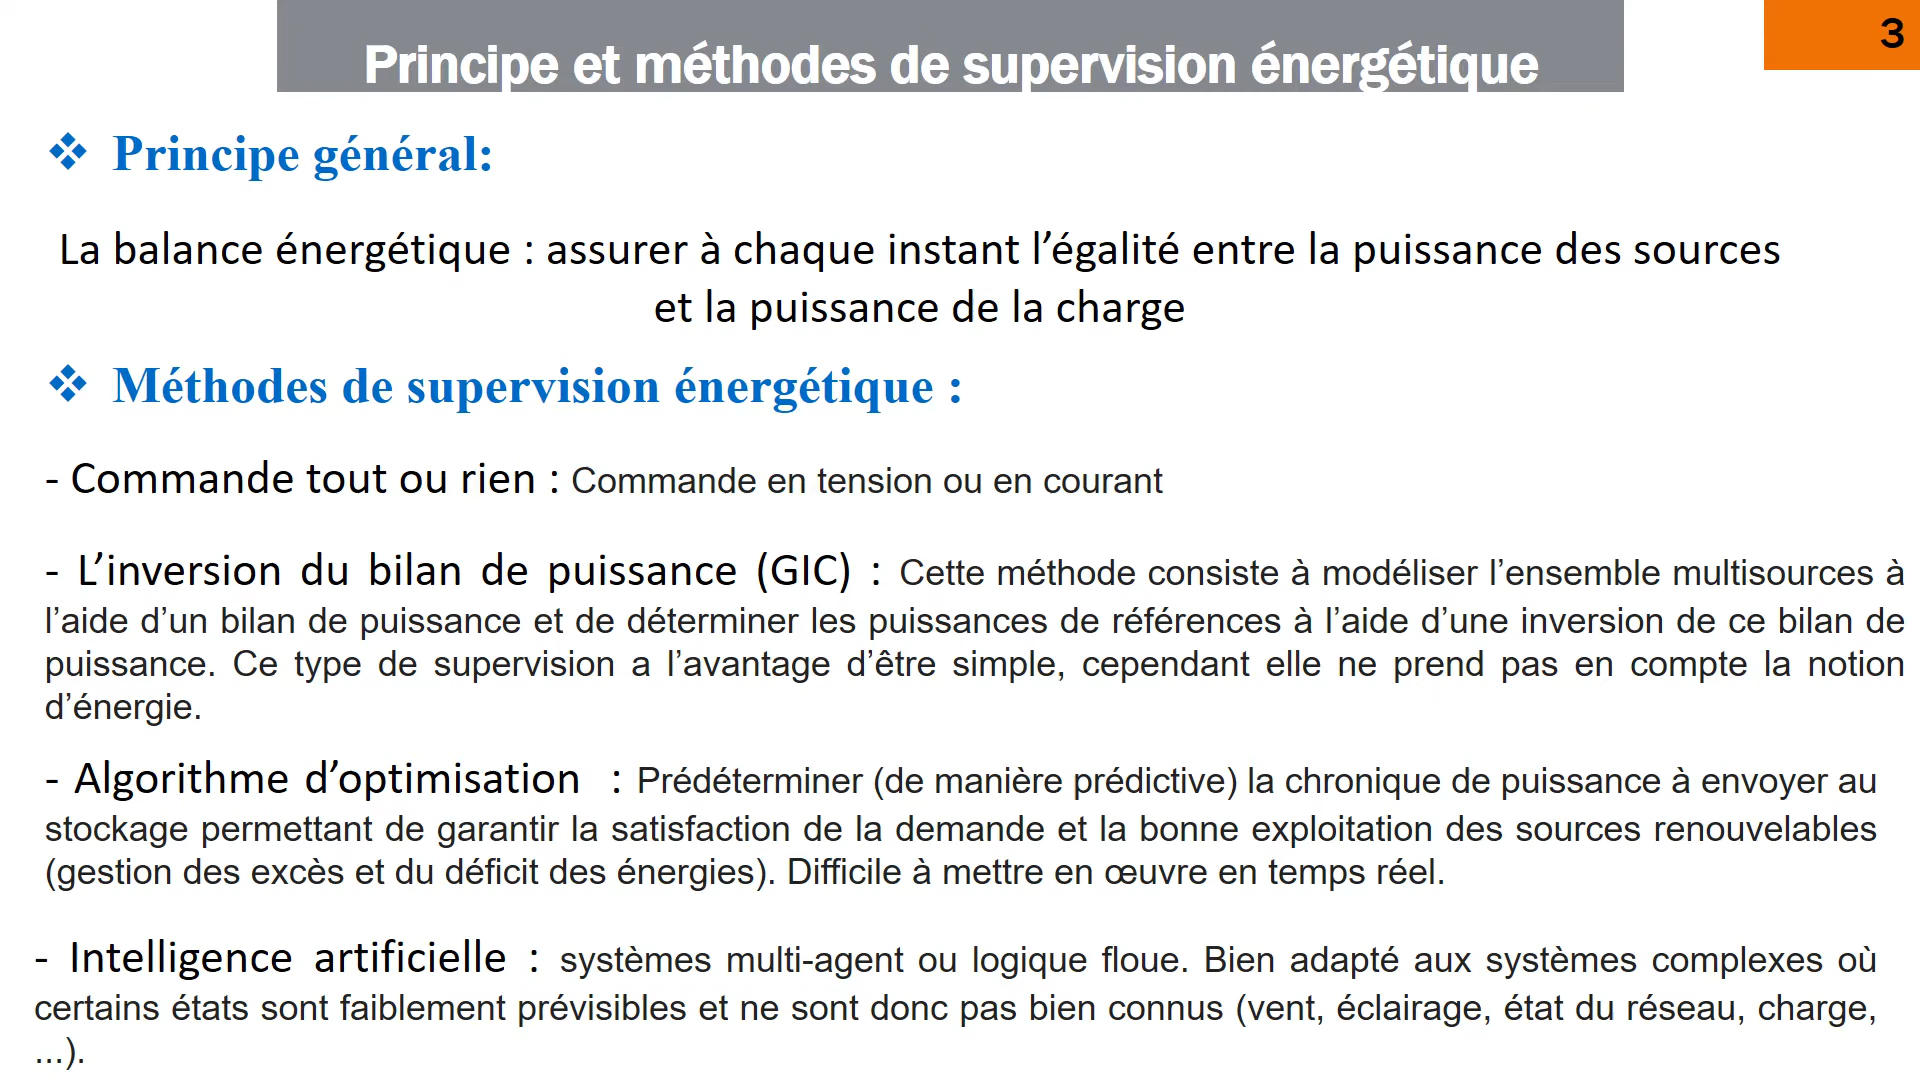 Principe et méthodes de supervision énergétique
3
❖ Principe général:
La balance énergétique : assurer à chaque instant l’égalité entre la puissance des sources
et la puissance de la charge
❖ Méthodes de supervision énergétique :
- Commande tout ou rien : Commande en tension ou en courant
- L’inversion du bilan de puissance (GIC) : Cette méthode consiste à modéliser l’ensemble multisources à
l’aide d’un bilan de puissance et de déterminer les puissances de références à l’aide d’une inversion de ce bilan de
puissance. Ce type de supervision a l’avantage d’être simple, cependant elle ne prend pas en compte la notion
d’énergie.
- Algorithme d’optimisation : Prédéterminer (de manière prédictive) la chronique de puissance à envoyer au
stockage permettant de garantir la satisfaction de la demande et la bonne exploitation des sources renouvelables
(gestion des excès et du déficit des énergies). Difficile à mettre en œuvre en temps réel.
- Intelligence artificielle : systèmes multi-agent ou logique floue. Bien adapté aux systèmes complexes où
certains états sont faiblement prévisibles et ne sont donc pas bien connus (vent, éclairage, état du réseau, charge,
...).